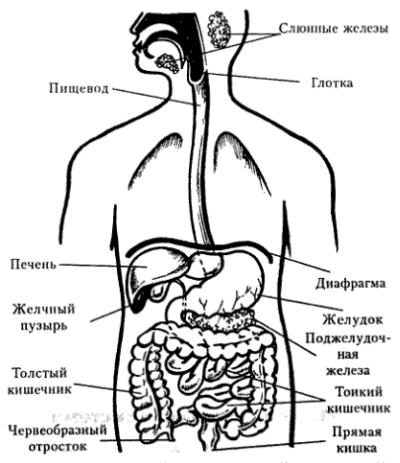 Слюнные железы
Глотка
Пищевод
Печень
Диафрагма
Желчный
пузырь
Желудок
Поджелудоч-
ная
железа
Толстый
кишечник
Тоикий
кишечник
Червеобразный
отросток
Прямая
кишка